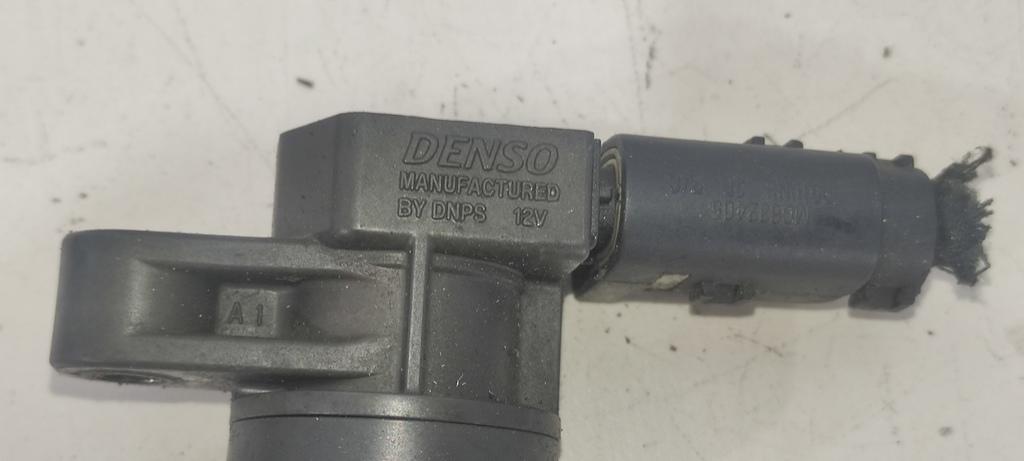 DENSO
MANUFACTURED
BY DNPS 12V
A1